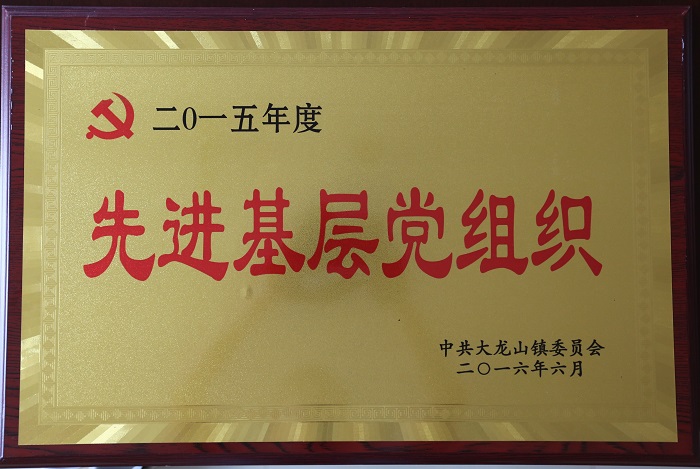 二0一五年度
先进基层党组织
中共大龙山镇委员会
二〇一六年六月